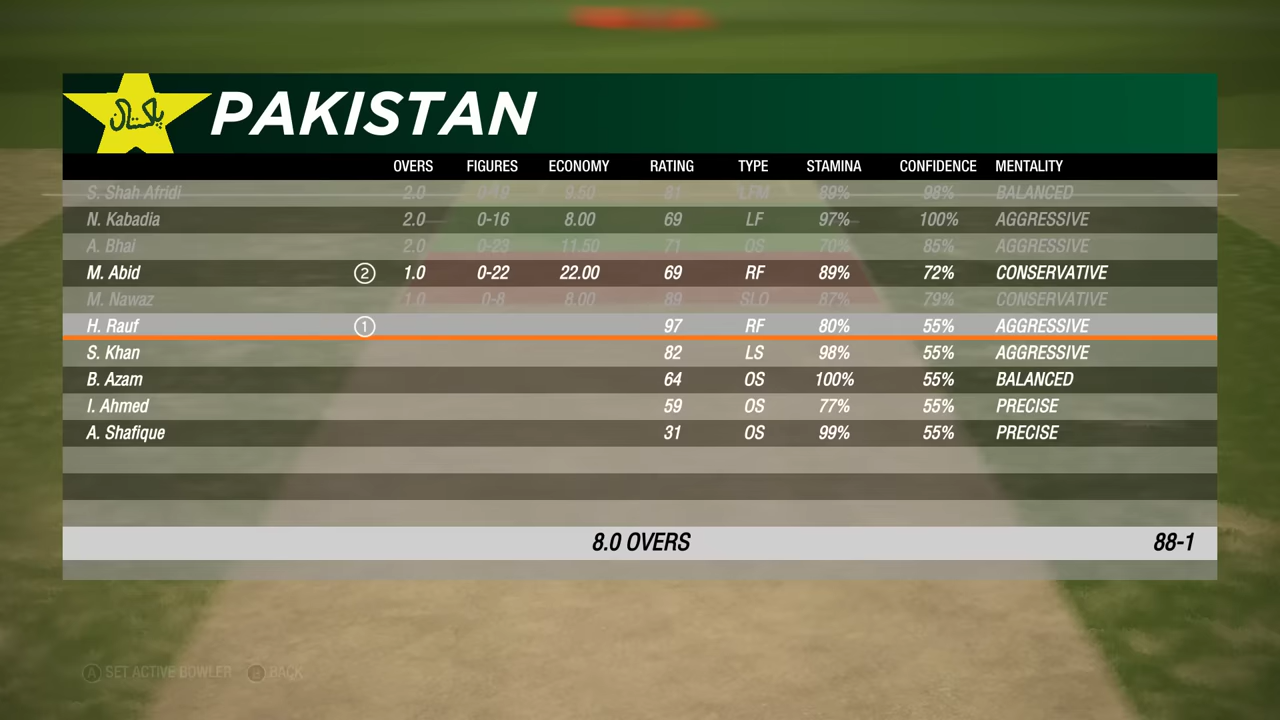 پاکستان
PAKISTAN
OVERS FIGURES ECONOMY RATING TYPE STAMINA CONFIDENCE MENTALITY
S. Shah Afridi 2.0 0-19 9.50 81 LFM 89% 98% BALANCED
N. Kabadia 2.0 0-16 8.00 69 LF 97% 100% AGGRESSIVE
A. Bhai 2.0 0-23 11.50 71 OS 70% 85% AGGRESSIVE
M. Abid 2 1.0 0-22 22.00 69 RF 89% 72% CONSERVATIVE
M. Nawaz 1.0 0-8 8.00 89 SLO 87% 79% CONSERVATIVE
H. Rauf 1 97 RF 80% 55% AGGRESSIVE
S. Khan 82 LS 98% 55% AGGRESSIVE
B. Azam 64 OS 100% 55% BALANCED
I. Ahmed 59 OS 77% 55% PRECISE
A. Shafique 31 OS 99% 55% PRECISE
8.0 OVERS 88-1
A SET ACTIVE BOWLER BACK